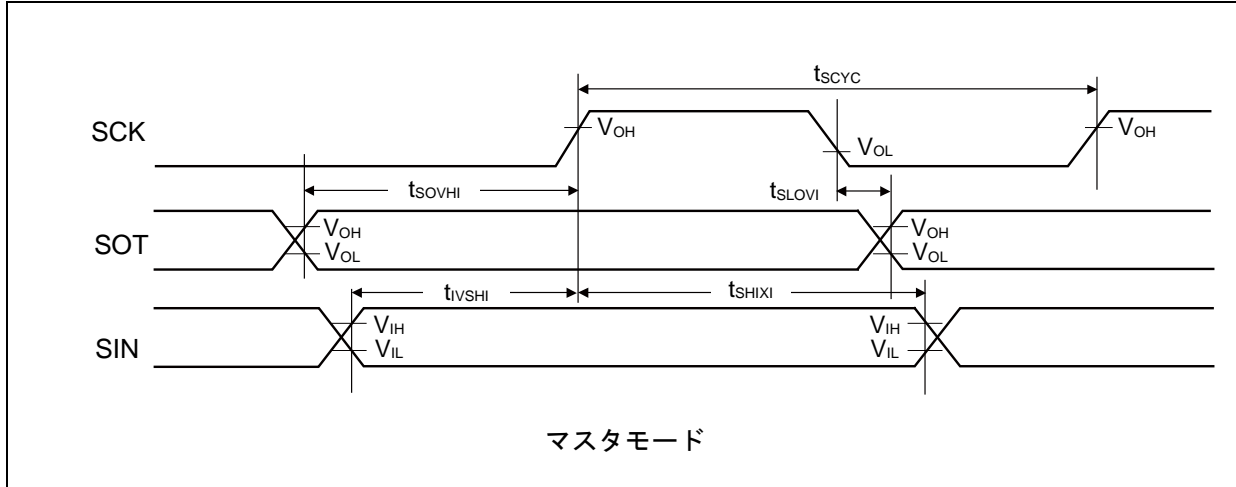 tSCYC
SCK
VOH
VOL
VOH
tSOVHI
tSLOVI
SOT
VOH
VOL
VOH
VOL
tIVSHI
tSHIXI
SIN
VIH
VIL
VIH
VIL
マスタモード